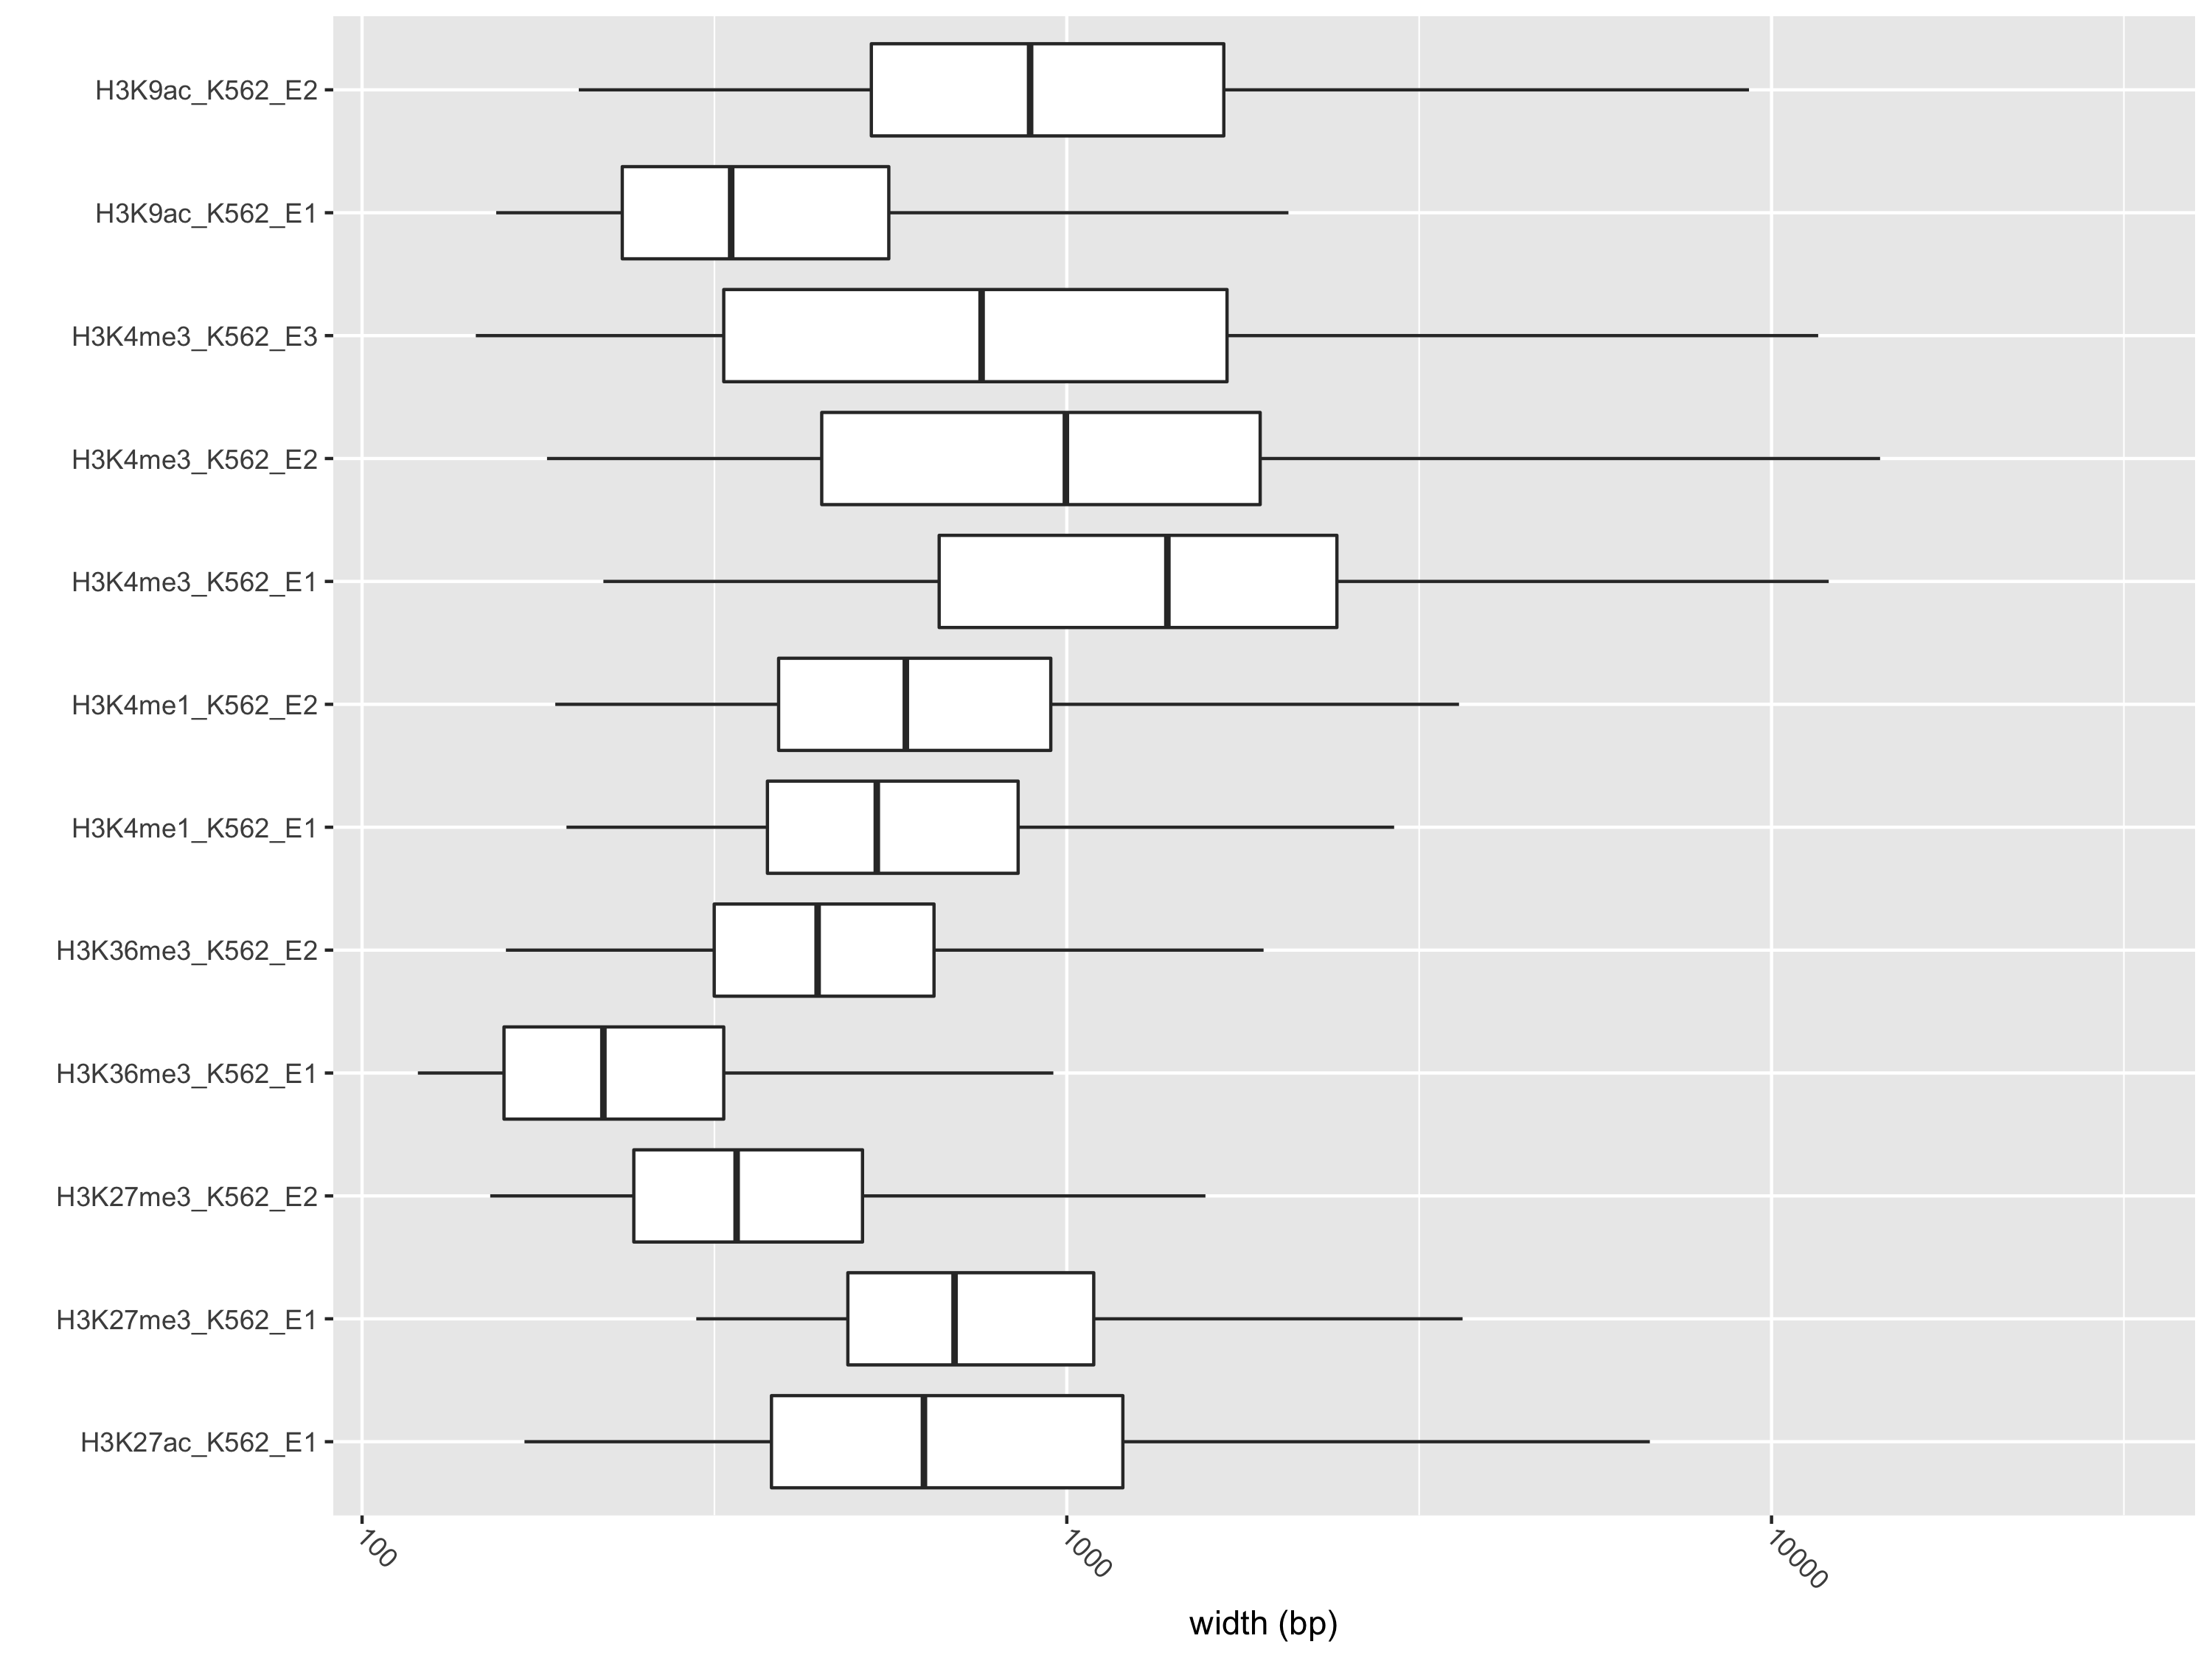 H3K9ac_K562_E2
H3K9ac_K562_E1
H3K4me3_K562_E3
H3K4me3_K562_E2
H3K4me3_K562_E1
H3K4me1_K562_E2
H3K4me1_K562_E1
H3K36me3_K562_E2
H3K36me3_K562_E1
H3K27me3_K562_E2
H3K27me3_K562_E1
H3K27ac_K562_E1
100
1000
10000
width (bp)